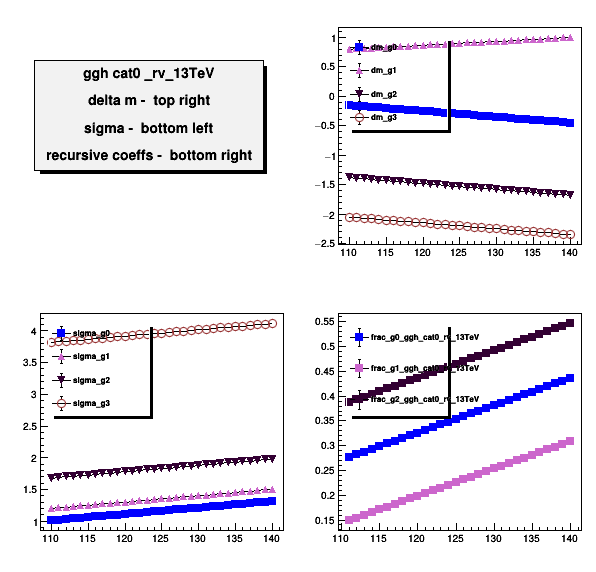 ggh cat0 _rv_13TeV
delta m - top right
sigma - bottom left
recursive coeffs - bottom right
dm_g0
dm_g1
dm_g2
dm_g3
1
0.5
0
−0.5
−1
−1.5
−2
−2.5
110 115 120 125 130 135 140
sigma_g0
sigma_g1
sigma_g2
sigma_g3
4
3.5
3
2.5
2
1.5
1
110 115 120 125 130 135 140
frac_g0_ggh_cat0_rv_13TeV
frac_g1_ggh_cat0_rv_13TeV
frac_g2_ggh_cat0_rv_13TeV
0.55
0.5
0.45
0.4
0.35
0.3
0.25
0.2
0.15
115 120 125 130 135 140